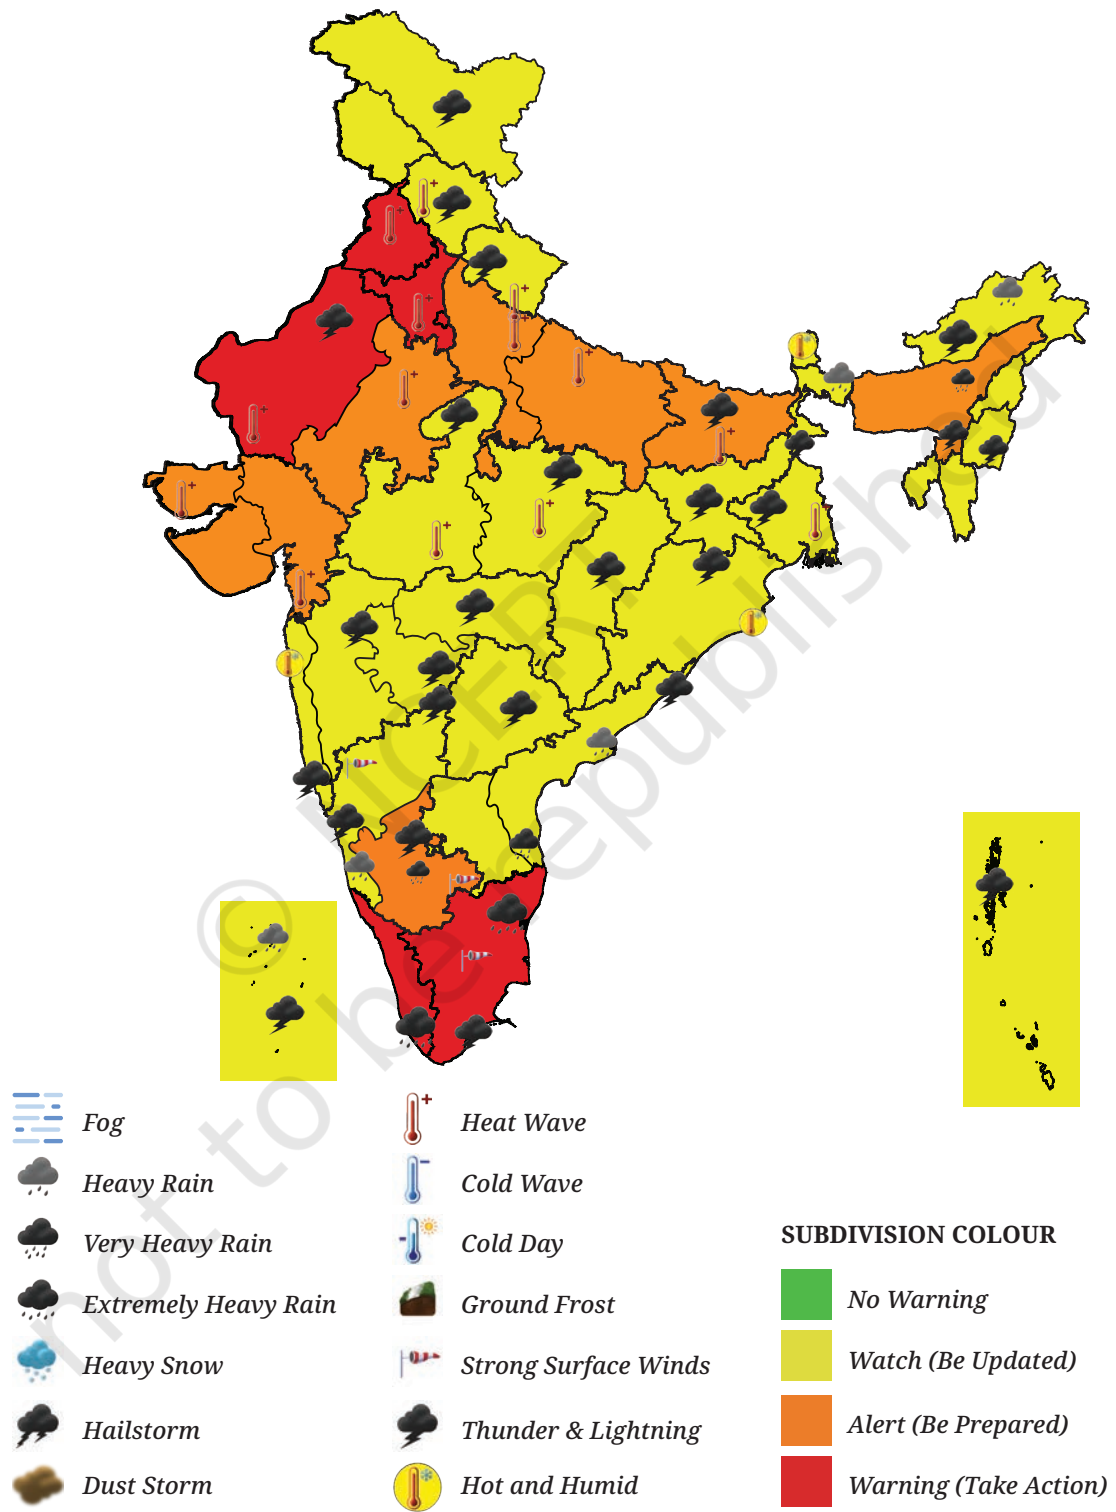 © NCERT
not to be republished
Fog
Heavy Rain
Very Heavy Rain
Extremely Heavy Rain
Heavy Snow
Hailstorm
Dust Storm
Heat Wave
Cold Wave
Cold Day
Ground Frost
Strong Surface Winds
Thunder & Lightning
Hot and Humid
SUBDIVISION COLOUR
No Warning
Watch (Be Updated)
Alert (Be Prepared)
Warning (Take Action)